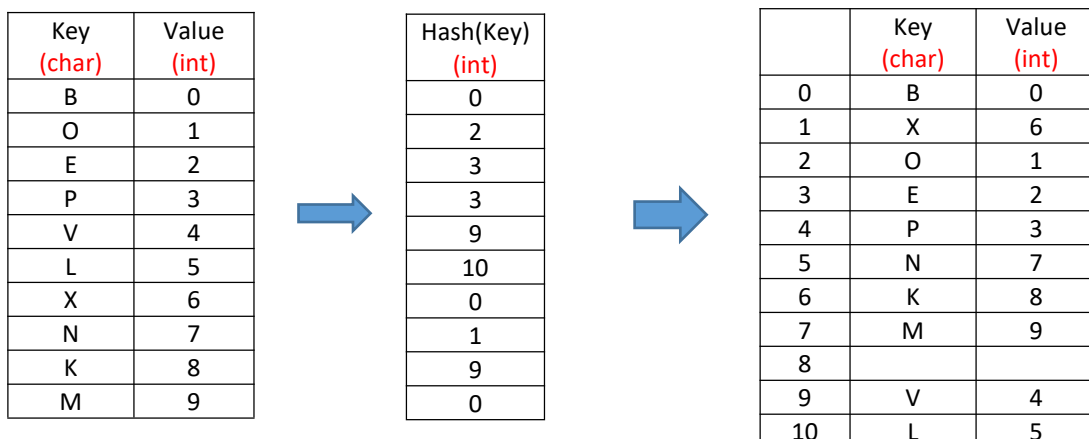 Key Value
(char) (int)
B 0
O 1
E 2
P 3
V 4
L 5
X 6
N 7
K 8
M 9
Hash(Key)
(int)
0
2
3
3
9
10
0
1
9
0
Key Value
(char) (int)
0 B 0
1 X 6
2 O 1
3 E 2
4 P 3
5 N 7
6 K 8
7 M 9
8
9 V 4
10 L 5